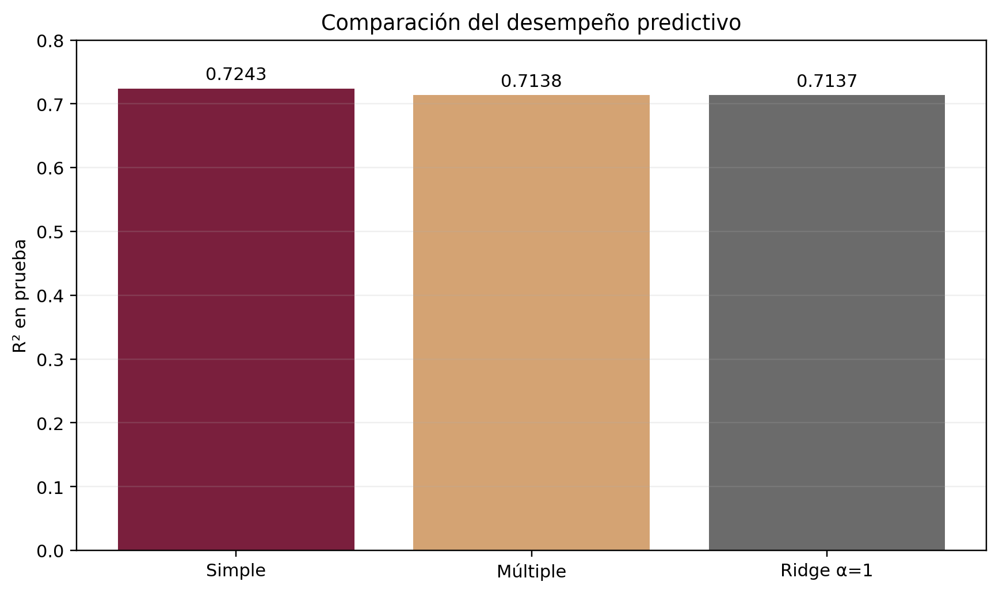 Comparación del desempeño predictivo
R² en prueba
0.8
0.7
0.6
0.5
0.4
0.3
0.2
0.1
0.0
0.7243
0.7138
0.7137
Simple
Múltiple
Ridge α=1